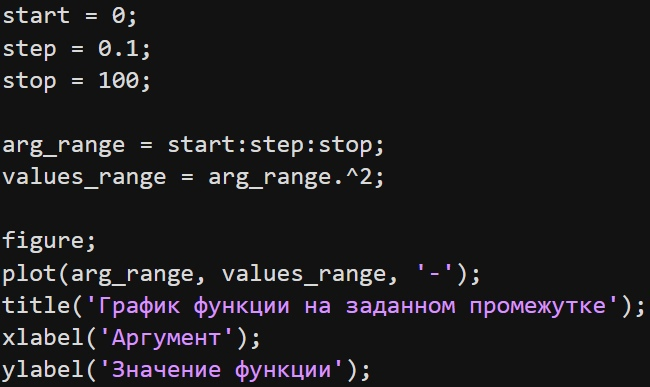 start = 0;
step = 0.1;
stop = 100;
arg_range = start:step:stop;
values_range = arg_range.^2;
figure;
plot(arg_range, values_range, '-');
title('График функции на заданном промежутке');
xlabel('Аргумент');
ylabel('Значение функции');